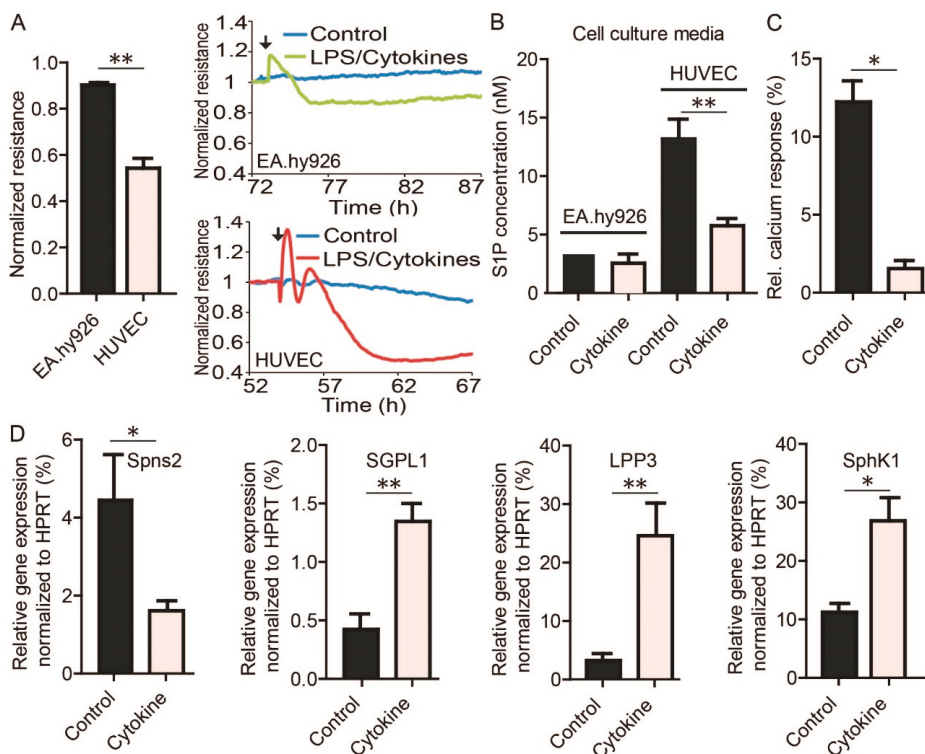 A
Normalized resistance
1.0
0.8
0.6
0.4
0.2
0.0
**
EA.hy926
HUVEC
Normalized resistance
1.4
1.2
1
0.8
0.6
0.4
Control
LPS/Cytokines
EA.hy926
72 77 82 87
Time (h)
Normalized resistance
1.4
1.2
1
0.8
0.6
0.4
Control
LPS/Cytokines
HUVEC
52 57 62 67
Time (h)
B
Cell culture media
S1P concentration (nM)
20
15
10
5
0
HUVEC
**
EA.hy926
Control
Cytokine
Control
Cytokine
C
Rel. calcium response (%)
15
10
5
0
*
Control
Cytokine
D
Relative gene expression
normalized to HPRT (%)
6
4
2
0
*
Spns2
Control
Cytokine
Relative gene expression
normalized to HPRT (%)
2.0
1.5
1.0
0.5
0.0
SGPL1
**
Control
Cytokine
Relative gene expression
normalized to HPRT (%)
40
30
20
10
0
LPP3
**
Control
Cytokine
Relative gene expression
normalized to HPRT (%)
40
30
20
10
0
SphK1
*
Control
Cytokine